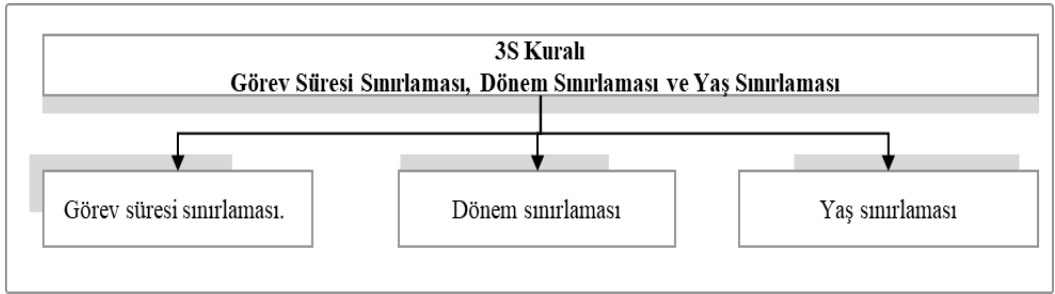 3S Kuralı
Görev Süresi Sınırlaması, Dönem Sınırlaması ve Yaş Sınırlaması
Görev süresi sınırlaması.
Dönem sınırlaması
Yaş sınırlaması